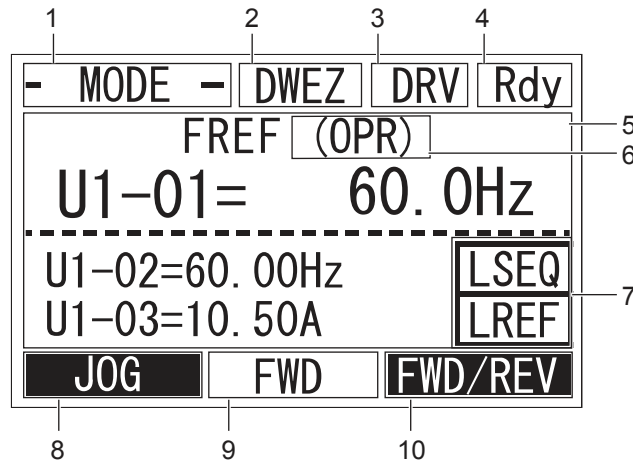 1 2 3 4
- MODE - DWEZ DRV Rdy
5
FREF (OPR)
6
U1-01= 60.0Hz
U1-02=60.00Hz LSEQ
7
U1-03=10.50A LREF
JOG FWD FWD/REV
8 9 10